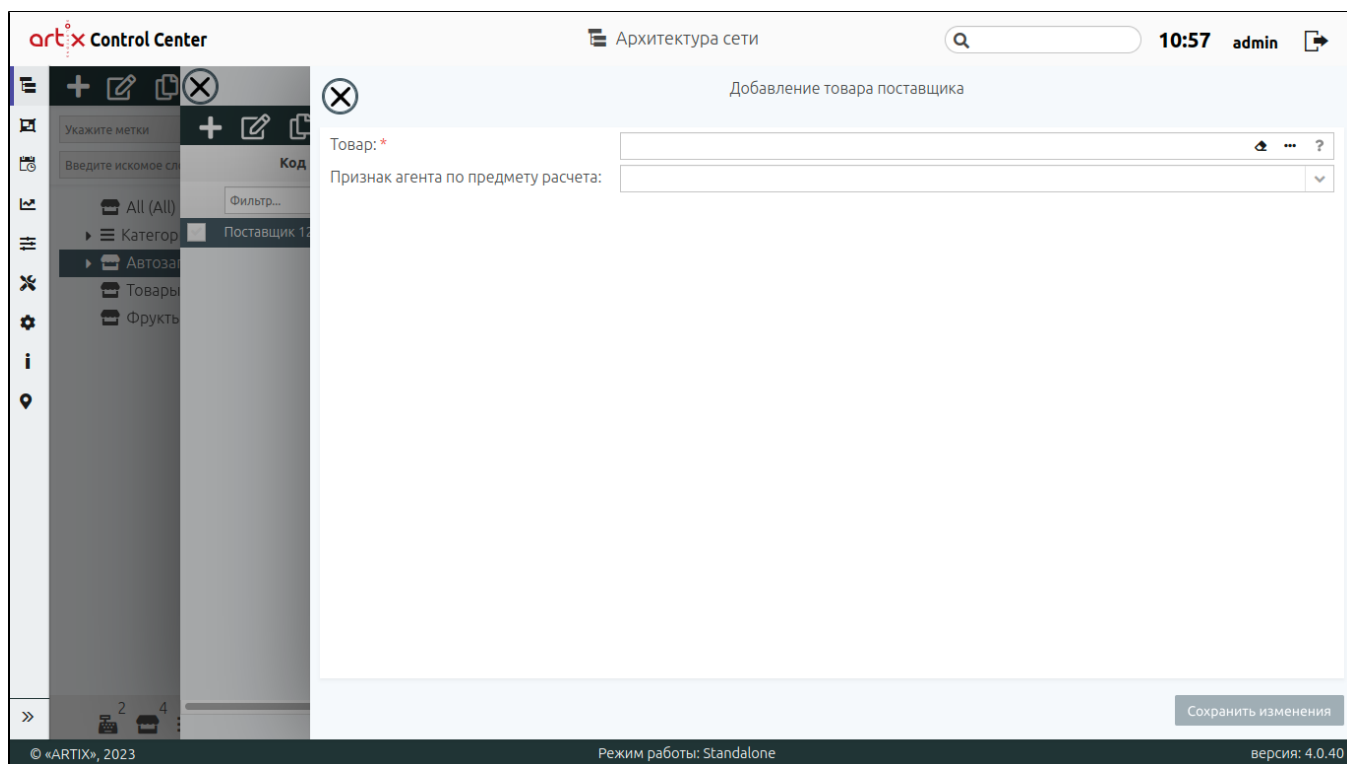 artix Control Center
Архитектура сети
10:57 admin
Добавление товара поставщика
Укажите метки
Введите искомое
Код
Фильтр...
Товар: *
?
Признак агента по предмету расчета:
All (All)
Категор
Автозап
Товары
Фрукты
Поставщик 12
i
2 4
Сохранить изменения
© «ARTIX», 2023
Режим работы: Standalone
версия: 4.0.40